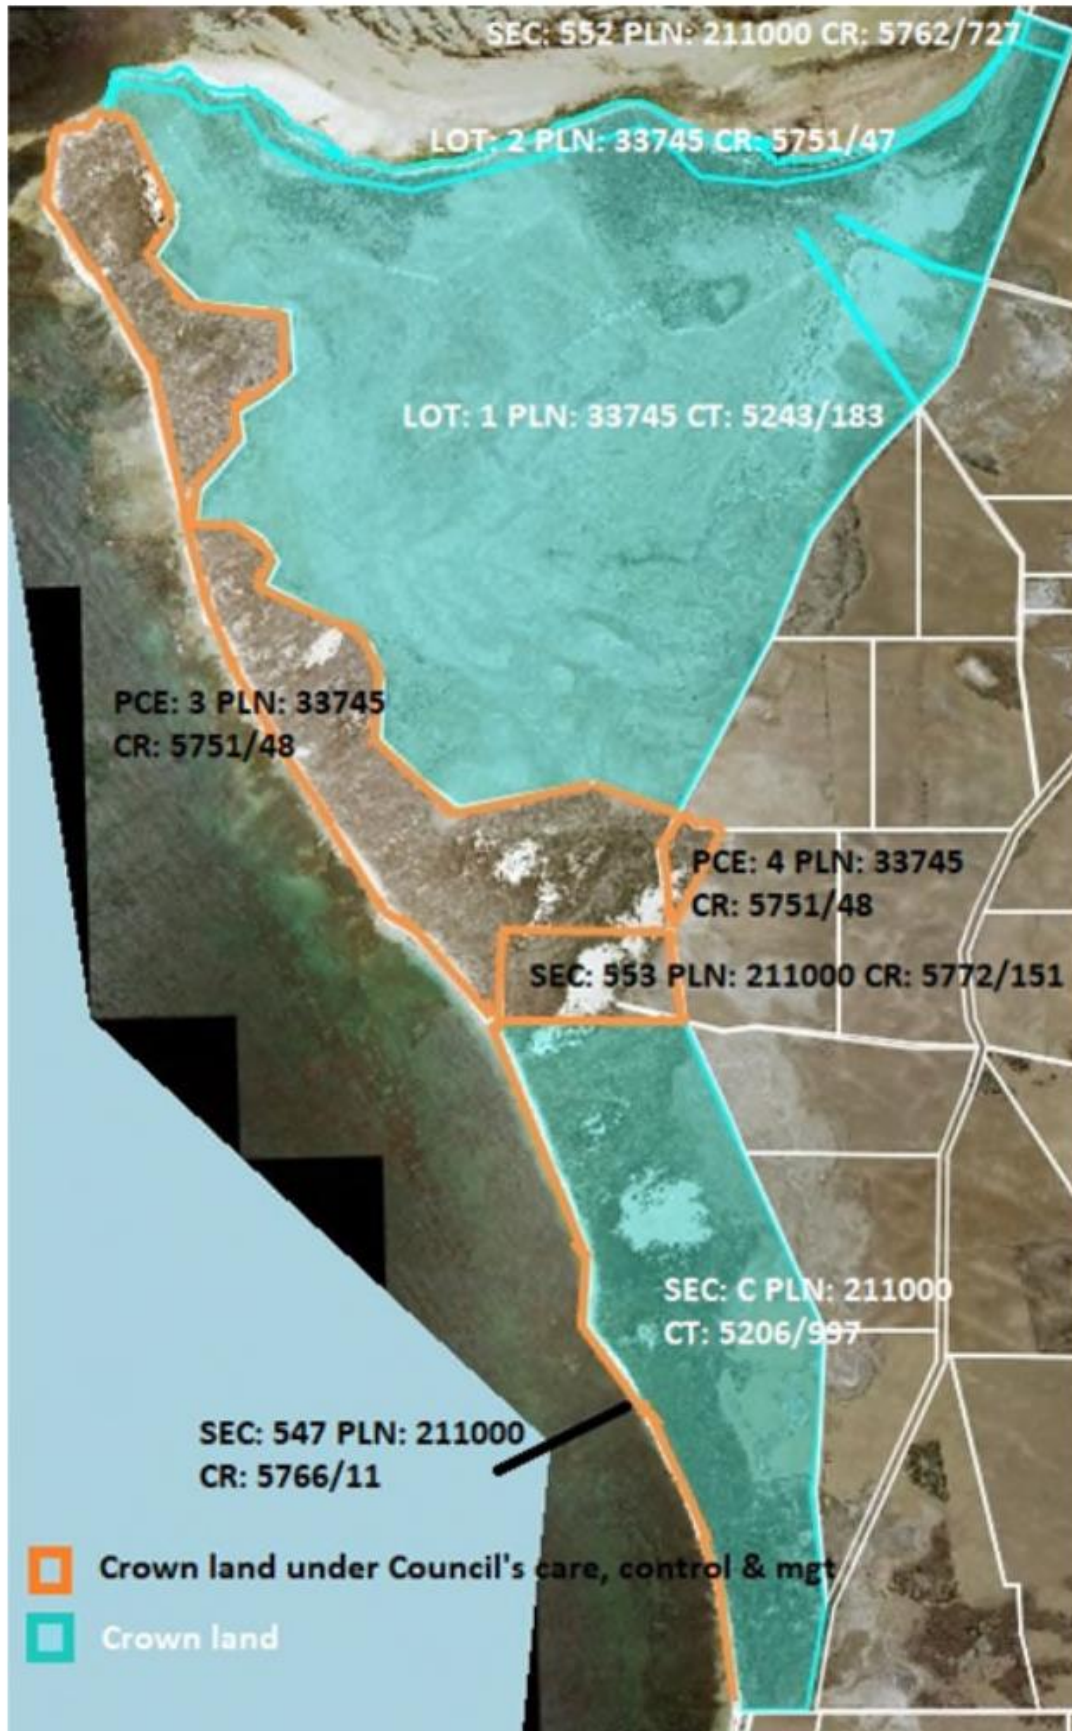 SEC: 552 PLN: 211000 CR: 5762/727
LOT: 2 PLN: 33745 CR: 5751/47
LOT: 1 PLN: 33745 CT: 5243/183
PCE: 3 PLN: 33745
CR: 5751/48
PCE: 4 PLN: 33745
CR: 5751/48
SEC: 553 PLN: 211000 CR: 5772/151
SEC: C PLN: 211000
CT: 5206/997
SEC: 547 PLN: 211000
CR: 5766/11
Crown land under Council's care, control & mgt
Crown land